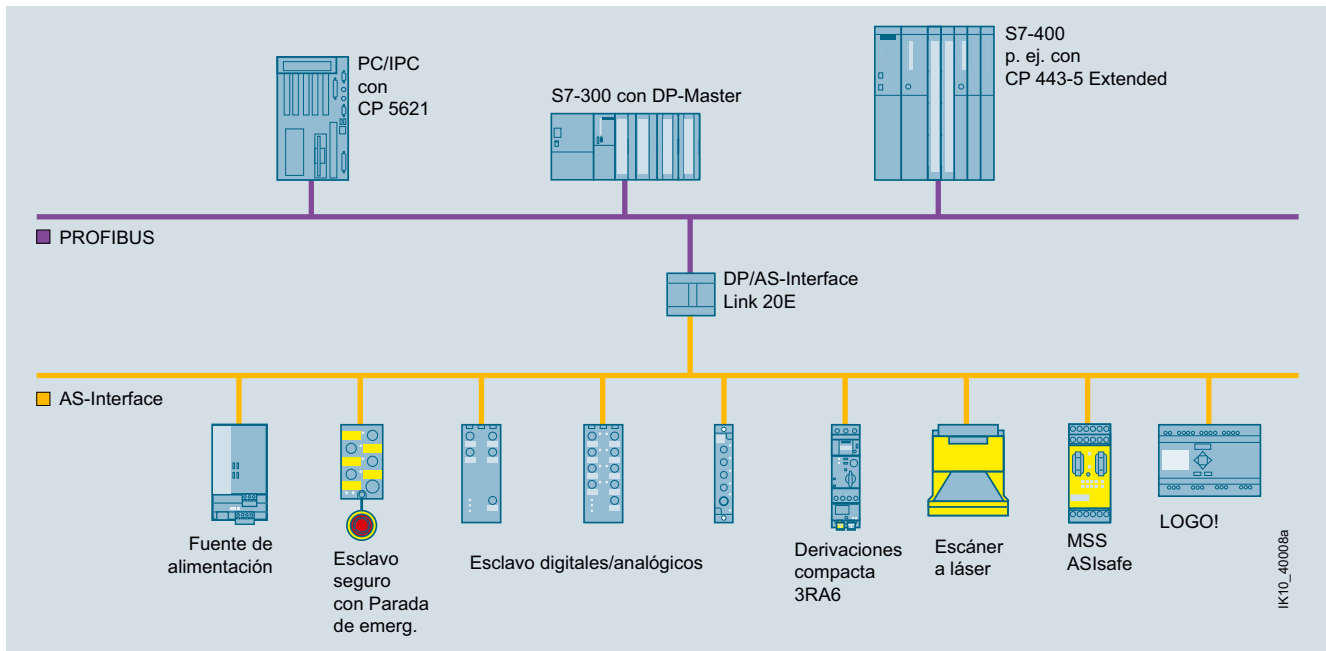 PC/IPC
con
CP 5621
S7-300 con DP-Master
S7-400
p. ej. con
CP 443-5 Extended
PROFIBUS
DP/AS-Interface
Link 20E
AS-Interface
Fuente de
alimentación
Esclavo
seguro
con Parada
de emerg.
Esclavo digitales/analógicos
Derivaciones
compacta
3RA6
Escáner
a láser
MSS
ASIsafe
LOGO!
IK10_40008a